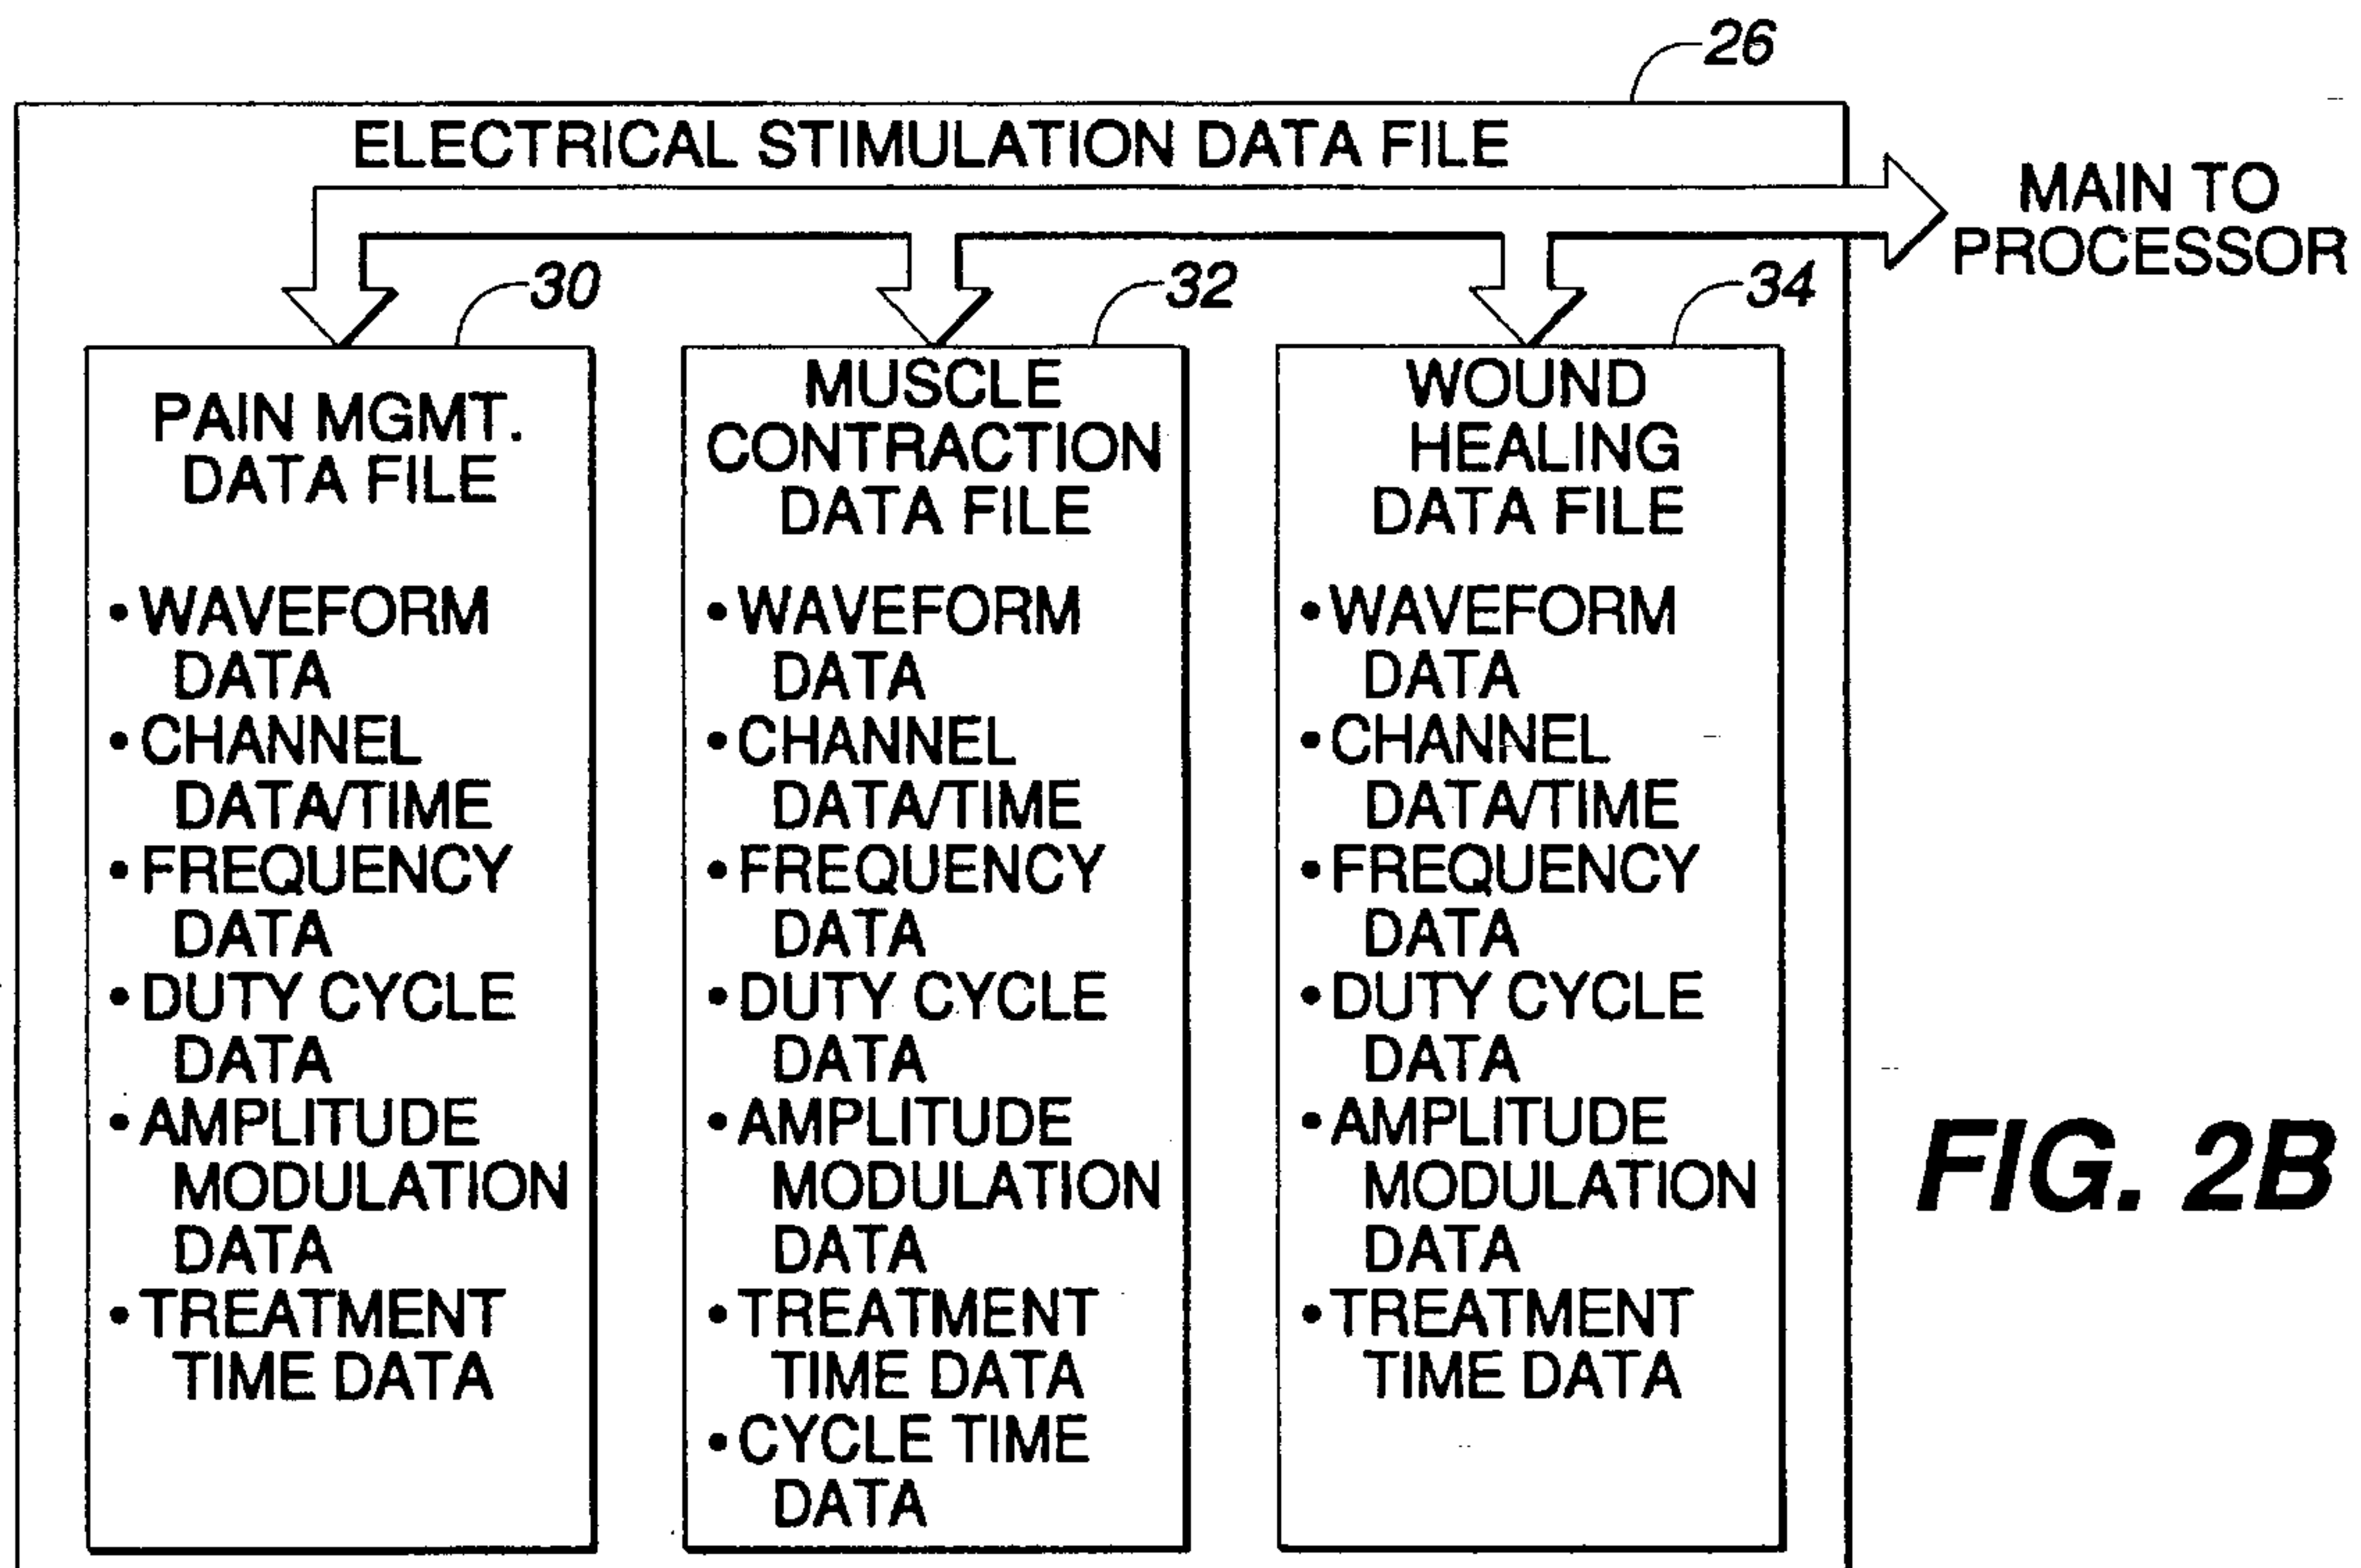 26
ELECTRICAL STIMULATION DATA FILE
MAIN TO
PROCESSOR
30
PAIN MGMT.
DATA FILE
•WAVEFORM
DATA
•CHANNEL
DATA/TIME
•FREQUENCY
DATA
•DUTY CYCLE
DATA
•AMPLITUDE
MODULATION
DATA
•TREATMENT
TIME DATA
32
MUSCLE
CONTRACTION
DATA FILE
•WAVEFORM
DATA
•CHANNEL
DATA/TIME
•FREQUENCY
DATA
•DUTY CYCLE
DATA
•AMPLITUDE
MODULATION
DATA
•TREATMENT
TIME DATA
•CYCLE TIME
DATA
34
WOUND
HEALING
DATA FILE
•WAVEFORM
DATA
•CHANNEL
DATA/TIME
•FREQUENCY
DATA
•DUTY CYCLE
DATA
•AMPLITUDE
MODULATION
DATA
•TREATMENT
TIME DATA
FIG. 2B